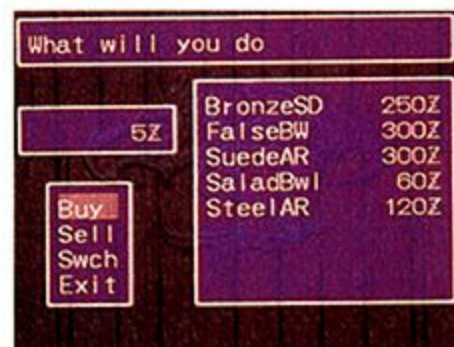 What will you do
5Z
BronzeSD 250Z
FalseBW 300Z
SuedeAR 300Z
SaladBwl 60Z
SteelAR 120Z
Buy
Sell
Swch
Exit